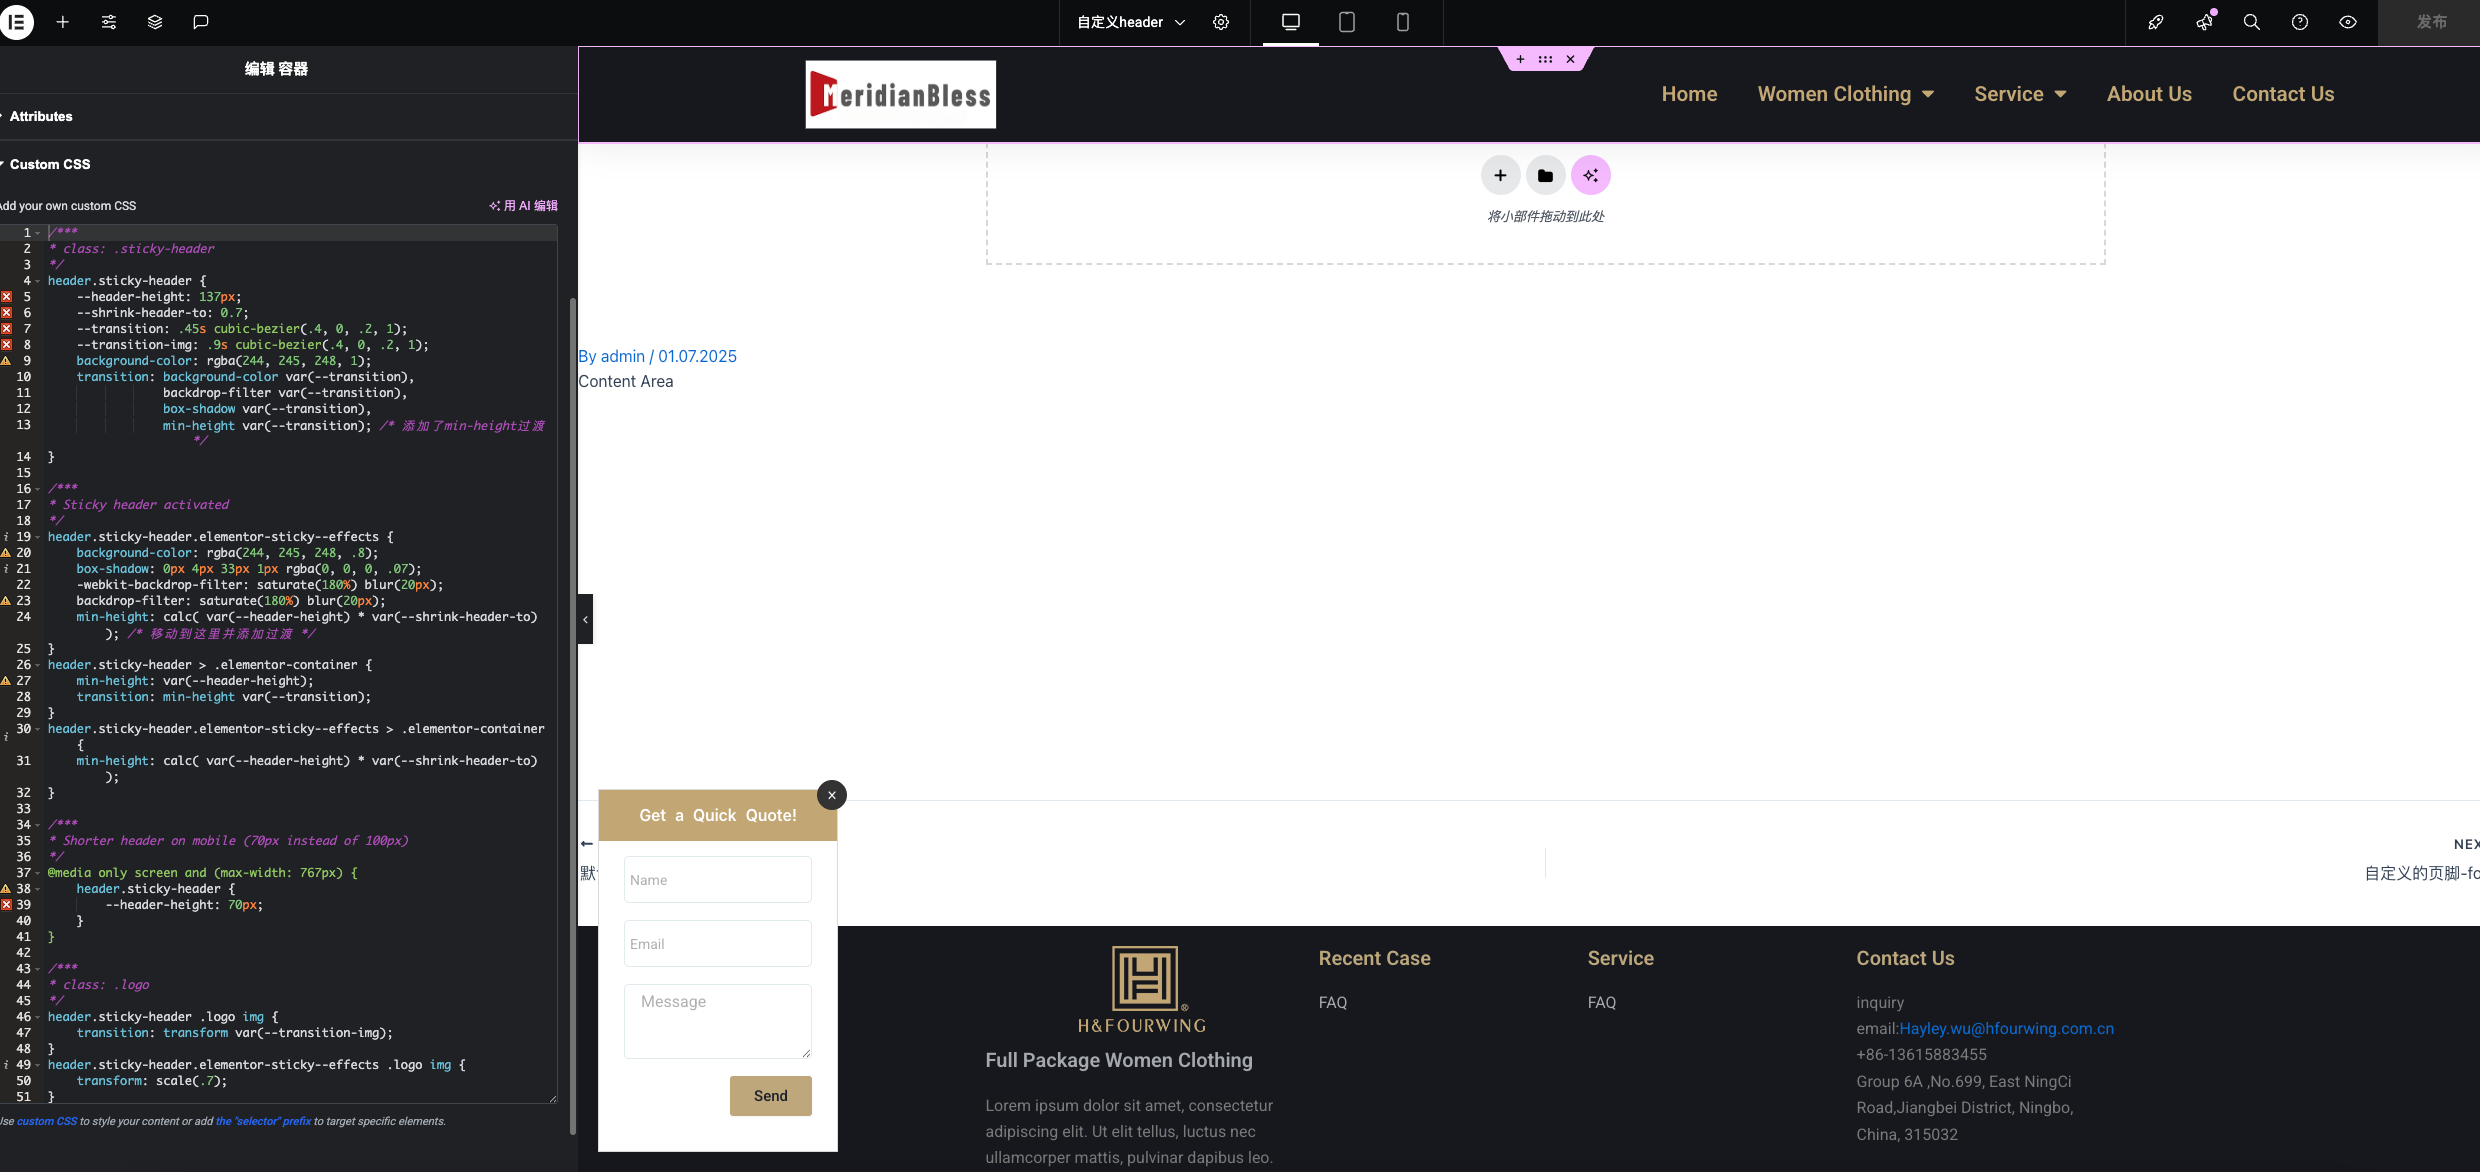 自定义header
发布
编辑 容器
Attributes
Custom CSS
Add your own custom CSS
用 AI 编辑
1 /***
2 * class: .sticky-header
3 */
4 header.sticky-header {
5 --header-height: 137px;
6 --shrink-header-to: 0.7;
7 --transition: .45s cubic-bezier(.4, 0, .2, 1);
8 --transition-img: .9s cubic-bezier(.4, 0, .2, 1);
9 background-color: rgba(244, 245, 248, 1);
10 transition: background-color var(--transition),
11 backdrop-filter var(--transition),
12 box-shadow var(--transition),
13 min-height var(--transition); /* 添加了min-height过渡
*/
14 }
15
16 /***
17 * Sticky header activated
18 */
19 header.sticky-header.elementor-sticky--effects {
20 background-color: rgba(244, 245, 248, .8);
21 box-shadow: 0px 4px 33px 1px rgba(0, 0, 0, .07);
22 -webkit-backdrop-filter: saturate(180%) blur(20px);
23 backdrop-filter: saturate(180%) blur(20px);
24 min-height: calc( var(--header-height) * var(--shrink-header-to)
); /* 移动到这里并添加过渡 */
25 }
26 header.sticky-header > .elementor-container {
27 min-height: var(--header-height);
28 transition: min-height var(--transition);
29 }
30 header.sticky-header.elementor-sticky--effects > .elementor-container
{
31 min-height: calc( var(--header-height) * var(--shrink-header-to)
);
32 }
33
34 /***
35 * Shorter header on mobile (70px instead of 100px)
36 */
37 @media only screen and (max-width: 767px) {
38 header.sticky-header {
39 --header-height: 70px;
40 }
41 }
42
43 /***
44 * class: .logo
45 */
46 header.sticky-header .logo img {
47 transition: transform var(--transition-img);
48 }
49 header.sticky-header.elementor-sticky--effects .logo img {
50 transform: scale(.7);
51 }
Use custom CSS to style your content or add the "selector" prefix to target specific elements.
MeridianBless
Home
Women Clothing
Service
About Us
Contact Us
将小部件拖动到此处
By admin / 01.07.2025
Content Area
NEX
自定义的页脚-fo
Get a Quick Quote!
Name
Email
Message
Send
H&FOURWING
®
Full Package Women Clothing
Lorem ipsum dolor sit amet, consectetur
adipiscing elit. Ut elit tellus, luctus nec
ullamcorper mattis, pulvinar dapibus leo.
Recent Case
FAQ
Service
FAQ
Contact Us
inquiry
email:Hayley.wu@hfourwing.com.cn
+86-13615883455
Group 6A ,No.699, East NingCi
Road,Jiangbei District, Ningbo,
China, 315032